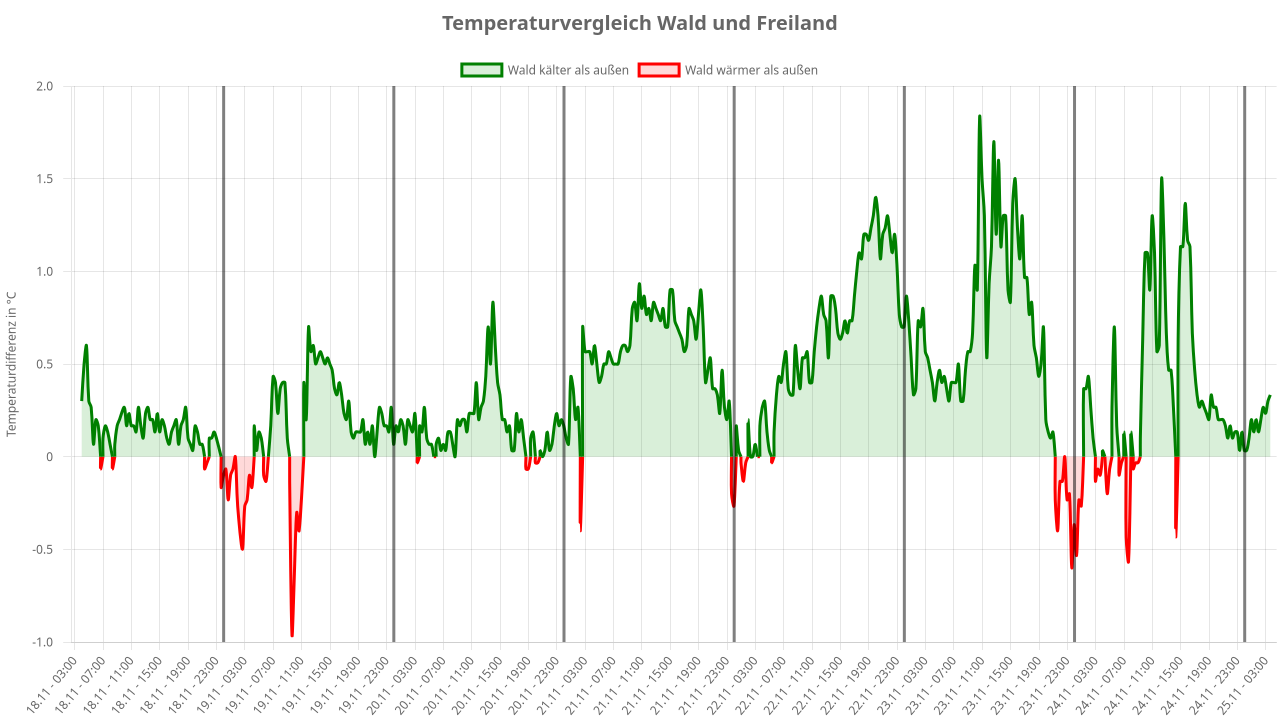 Temperaturvergleich Wald und Freiland
Wald kälter als außen
Wald wärmer als außen
Temperaturdifferenz in °C
2.0
1.5
1.0
0.5
0
-0.5
-1.0
18.11 - 03:00
18.11 - 07:00
18.11 - 11:00
18.11 - 15:00
18.11 - 19:00
18.11 - 23:00
19.11 - 03:00
19.11 - 07:00
19.11 - 11:00
19.11 - 15:00
19.11 - 19:00
19.11 - 23:00
20.11 - 03:00
20.11 - 07:00
20.11 - 11:00
20.11 - 15:00
20.11 - 19:00
20.11 - 23:00
21.11 - 03:00
21.11 - 07:00
21.11 - 11:00
21.11 - 15:00
21.11 - 19:00
21.11 - 23:00
22.11 - 03:00
22.11 - 07:00
22.11 - 11:00
22.11 - 15:00
22.11 - 19:00
22.11 - 23:00
23.11 - 03:00
23.11 - 07:00
23.11 - 11:00
23.11 - 15:00
23.11 - 19:00
23.11 - 23:00
24.11 - 03:00
24.11 - 07:00
24.11 - 11:00
24.11 - 15:00
24.11 - 19:00
24.11 - 23:00
25.11 - 03:00